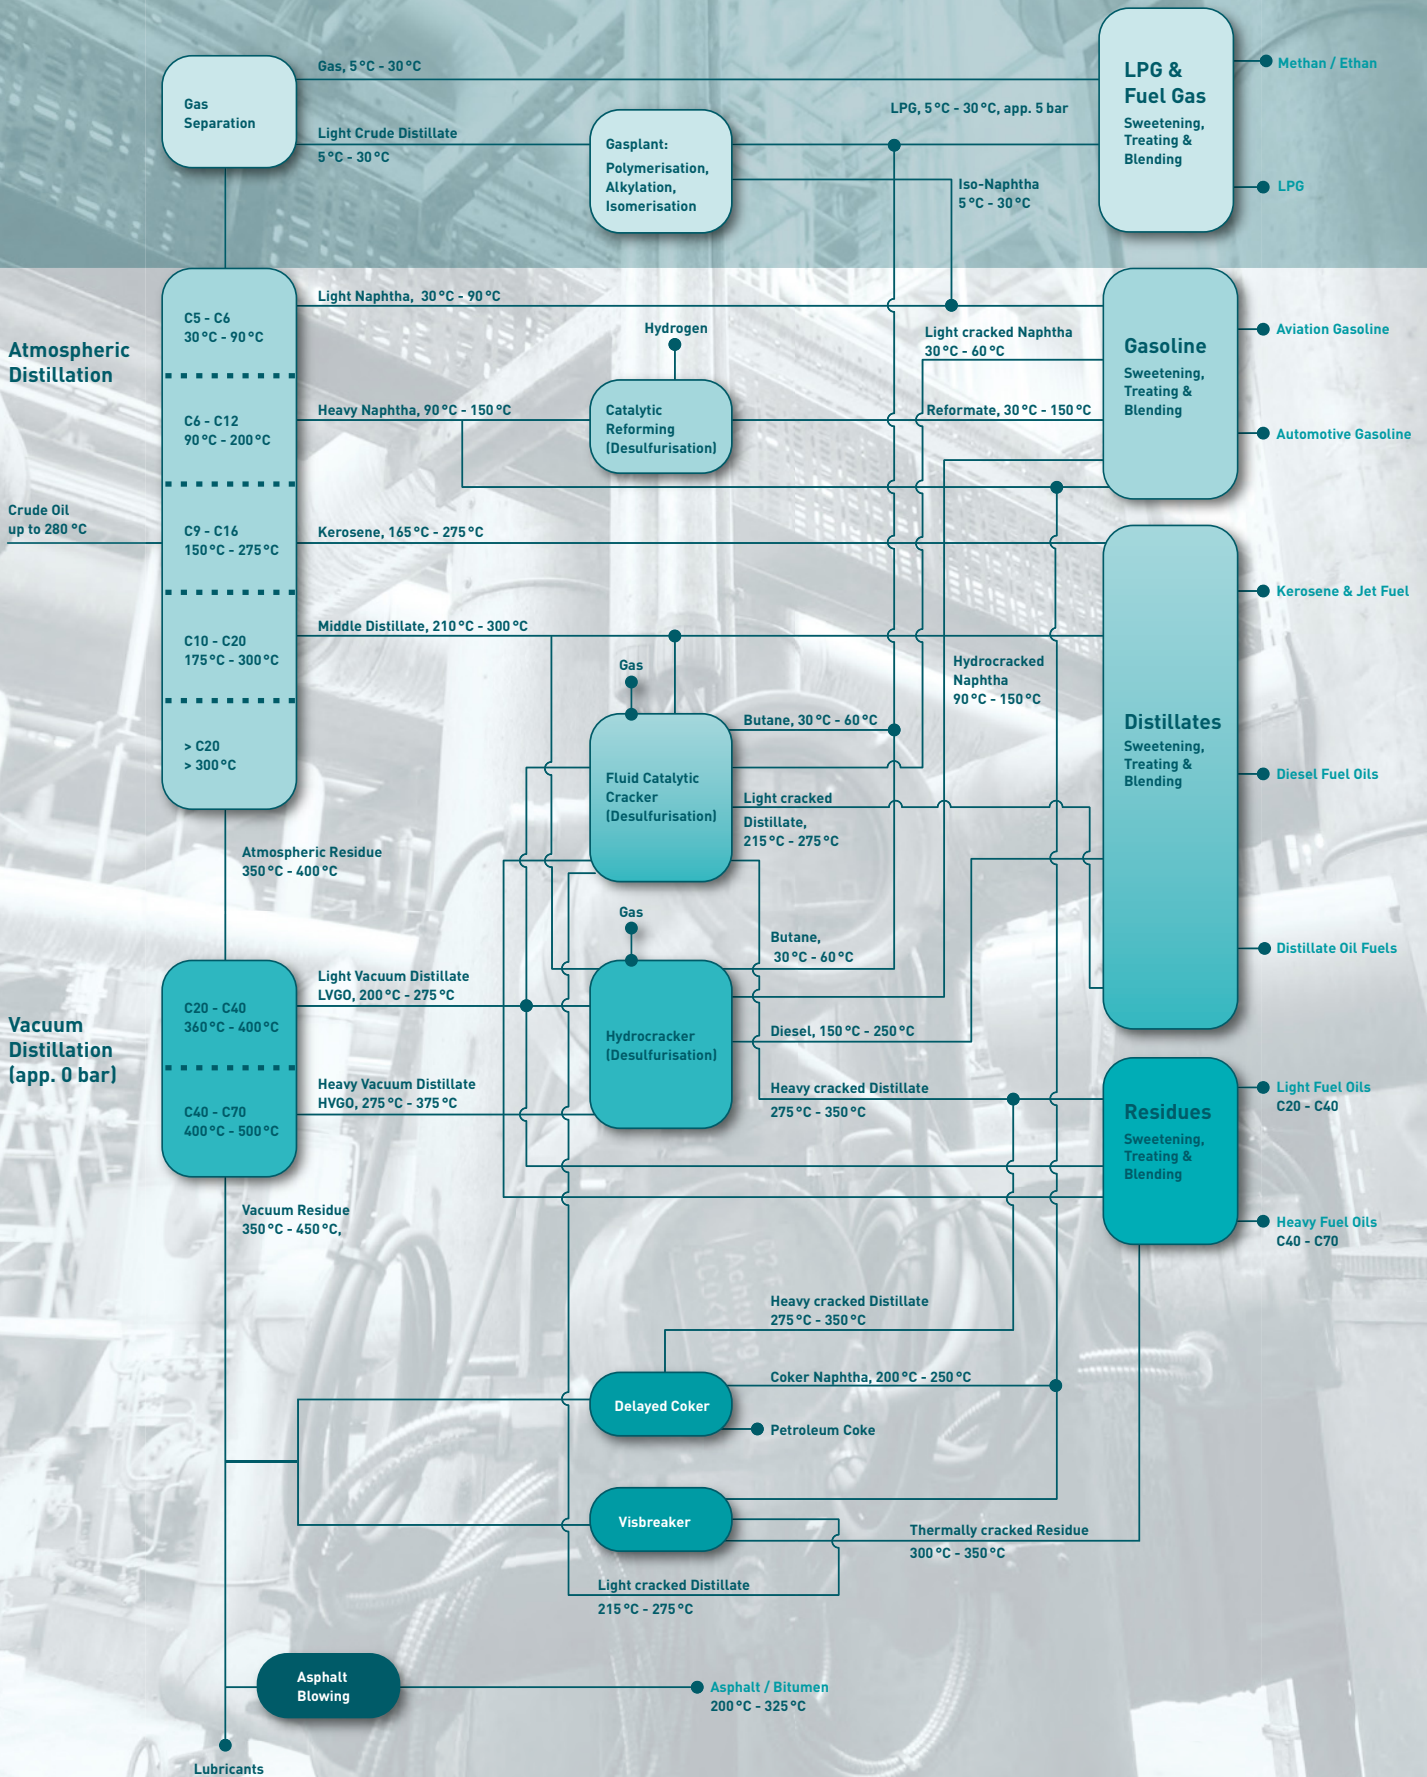 Gas, 5 °C - 30 °C
Gas
Separation
Light Crude Distillate
5 °C - 30 °C
Gasplant:
Polymerisation,
Alkylation,
Isomerisation
LPG, 5 °C - 30 °C, app. 5 bar
Iso-Naphtha
5 °C - 30 °C
LPG &
Fuel Gas
Sweetening,
Treating &
Blending
Methan / Ethan
LPG
Atmospheric
Distillation
C5 - C6
30 °C - 90 °C
C6 - C12
90 °C - 200 °C
C9 - C16
150 °C - 275 °C
C10 - C20
175 °C - 300 °C
> C20
> 300 °C
Crude Oil
up to 280 °C
Light Naphtha, 30 °C - 90 °C
Hydrogen
Heavy Naphtha, 90 °C - 150 °C
Catalytic
Reforming
(Desulfurisation)
Light cracked Naphtha
30 °C - 60 °C
Reformate, 30 °C - 150 °C
Gasoline
Sweetening,
Treating &
Blending
Aviation Gasoline
Automotive Gasoline
Kerosene, 165 °C - 275 °C
Middle Distillate, 210 °C - 300 °C
Gas
Fluid Catalytic
Cracker
(Desulfurisation)
Butane, 30 °C - 60 °C
Light cracked
Distillate,
215 °C - 275 °C
Hydrocracked
Naphtha
90 °C - 150 °C
Distillates
Sweetening,
Treating &
Blending
Kerosene & Jet Fuel
Diesel Fuel Oils
Distillate Oil Fuels
Atmospheric Residue
350 °C - 400 °C
Vacuum
Distillation
(app. 0 bar)
C20 - C40
360 °C - 400 °C
C40 - C70
400 °C - 500 °C
Light Vacuum Distillate
LVGO, 200 °C - 275 °C
Heavy Vacuum Distillate
HVGO, 275 °C - 375 °C
Gas
Hydrocracker
(Desulfurisation)
Butane,
30 °C - 60 °C
Diesel, 150 °C - 250 °C
Heavy cracked Distillate
275 °C - 350 °C
Residues
Sweetening,
Treating &
Blending
Light Fuel Oils
C20 - C40
Heavy Fuel Oils
C40 - C70
Vacuum Residue
350 °C - 450 °C,
Heavy cracked Distillate
275 °C - 350 °C
Delayed Coker
Coker Naphtha, 200 °C - 250 °C
Petroleum Coke
Visbreaker
Thermally cracked Residue
300 °C - 350 °C
Light cracked Distillate
215 °C - 275 °C
Asphalt
Blowing
Asphalt / Bitumen
200 °C - 325 °C
Lubricants